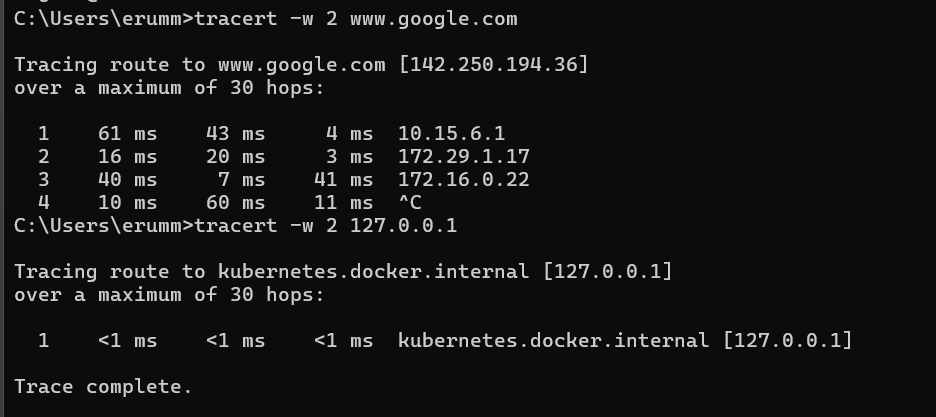 C:\Users\erumm>tracert -w 2 www.google.com
Tracing route to www.google.com [142.250.194.36]
over a maximum of 30 hops:
1 61 ms 43 ms 4 ms 10.15.6.1
2 16 ms 20 ms 3 ms 172.29.1.17
3 40 ms 7 ms 41 ms 172.16.0.22
4 10 ms 60 ms 11 ms ^C
C:\Users\erumm>tracert -w 2 127.0.0.1
Tracing route to kubernetes.docker.internal [127.0.0.1]
over a maximum of 30 hops:
1 <1 ms <1 ms <1 ms kubernetes.docker.internal [127.0.0.1]
Trace complete.